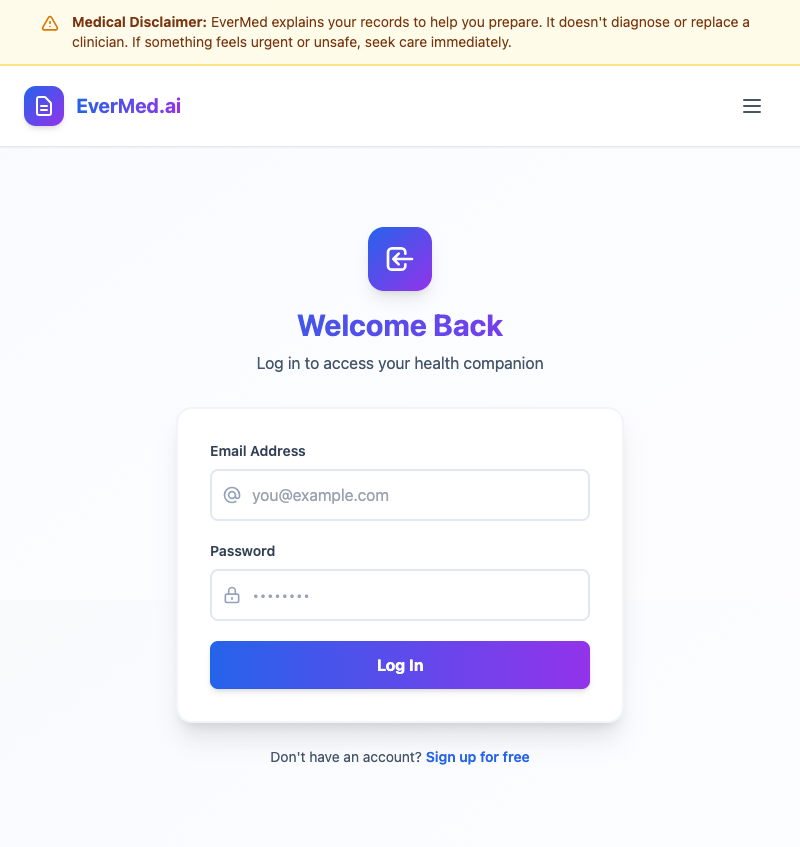 Medical Disclaimer: EverMed explains your records to help you prepare. It doesn't diagnose or replace a
clinician. If something feels urgent or unsafe, seek care immediately.
EverMed.ai
Welcome Back
Log in to access your health companion
Email Address
you@example.com
Password
••••••••
Log In
Don't have an account? Sign up for free